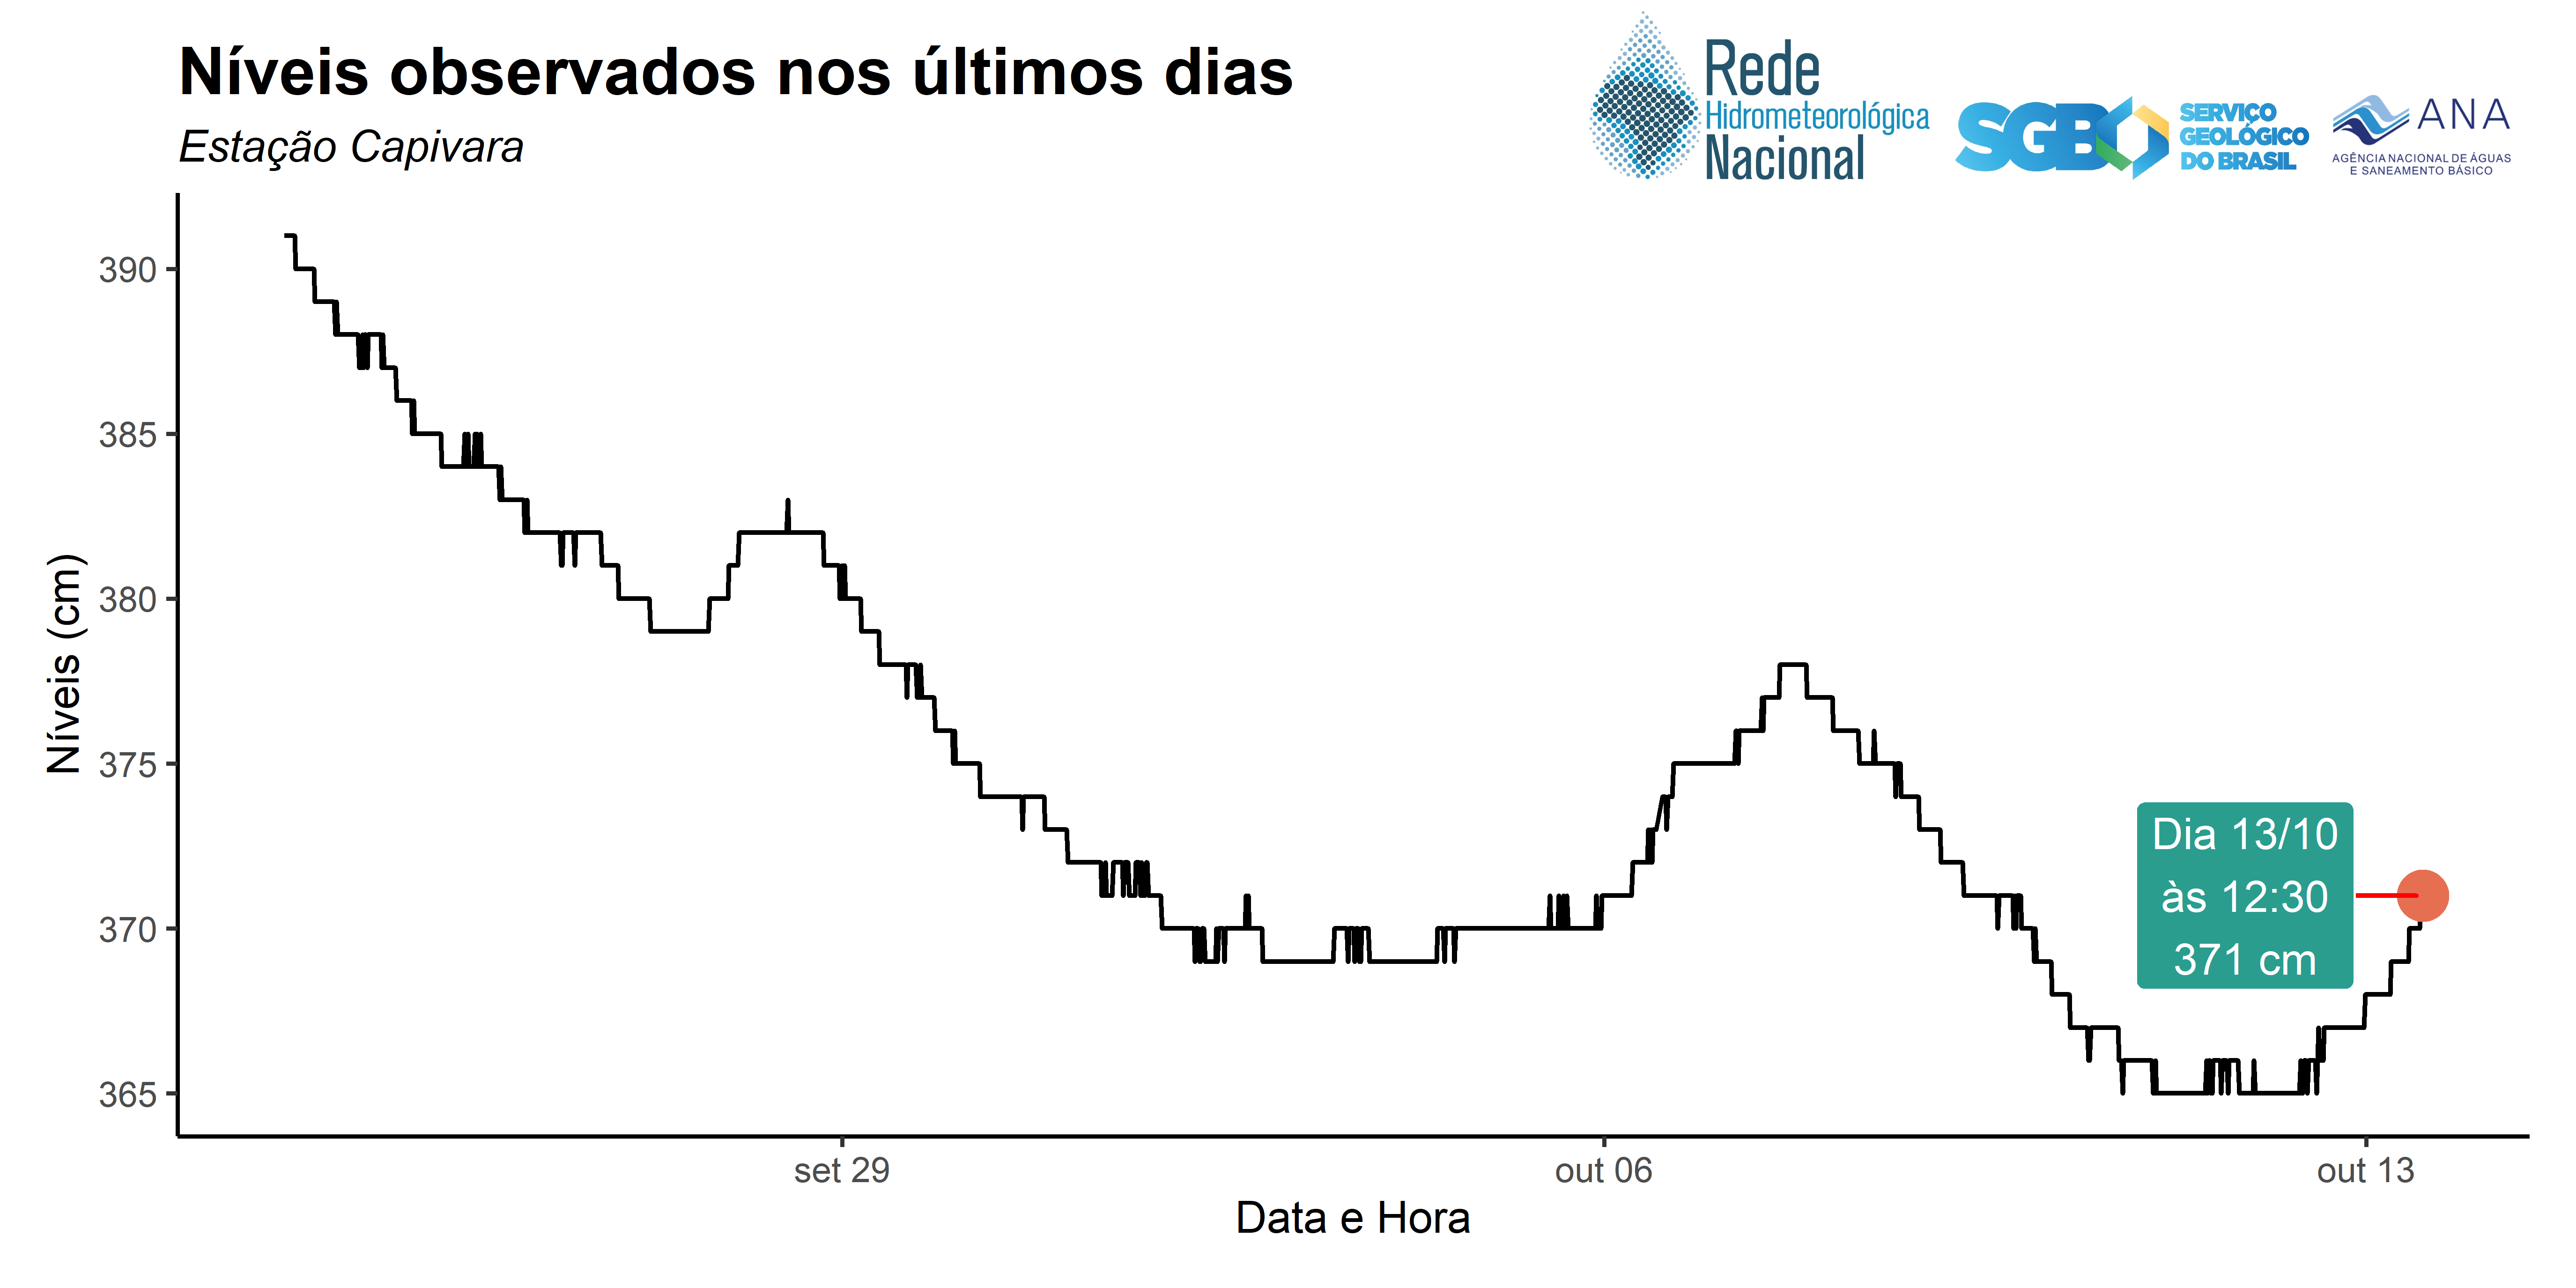 Níveis observados nos últimos dias
Estação Capivara
Rede
Hidrometeorológica
Nacional
SGB
SERVIÇO
GEOLÓGICO
DO BRASIL
ANA
AGÊNCIA NACIONAL DE ÁGUAS
E SANEAMENTO BÁSICO
Níveis (cm)
390
385
380
375
370
365
Dia 13/10
às 12:30
371 cm
set 29
out 06
out 13
Data e Hora